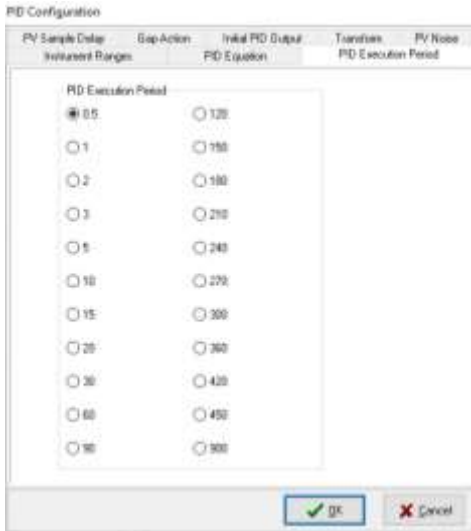 PID Configuration
PV Sample Delay Gap Action Initial PID Output Transform PV Noise
Instrument Ranges PID Equation PID Execution Period
PID Execution Period
0.5 120
1 150
2 180
3 210
5 240
10 270
15 300
20 360
30 420
60 450
90 900
OK Cancel